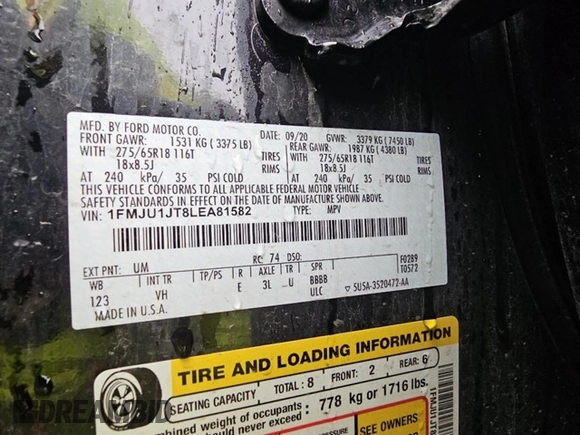 MFD. BY FORD MOTOR CO.
DATE: 09/20 GVWR: 3379 KG ( 7450 LB)
FRONT GAWR: 1531 KG ( 3375 LB) REAR GAWR: 1987 KG ( 4380 LB)
WITH 275/65R18 116T TIRES WITH 275/65R18 116T TIRES
18x8.5J RIMS 18x8.5J RIMS
AT 240 kPa/ 35 PSI COLD AT 240 kPa/ 35 PSI COLD
THIS VEHICLE CONFORMS TO ALL APPLICABLE FEDERAL MOTOR VEHICLE
SAFETY STANDARDS IN EFFECT ON THE DATE OF MANUFACTURE SHOWN ABOVE.
VIN: 1FMJU1JT8LEA81582 TYPE: MPV
EXT PNT: UM RC: 74 DSO: F0289
WB INT TR TP/PS R AXLE TR SPR 10572
123 VH E 3L U BBBB
MADE IN U.S.A. ULC 5U5A-3520472-AA
TIRE AND LOADING INFORMATION
SEATING CAPACITY TOTAL: 8 FRONT: 2 REAR: 6
combined weight of occupants 778 kg or 1716 lbs.
SEE OWNER
1FMJU1JT8
DREAMBID